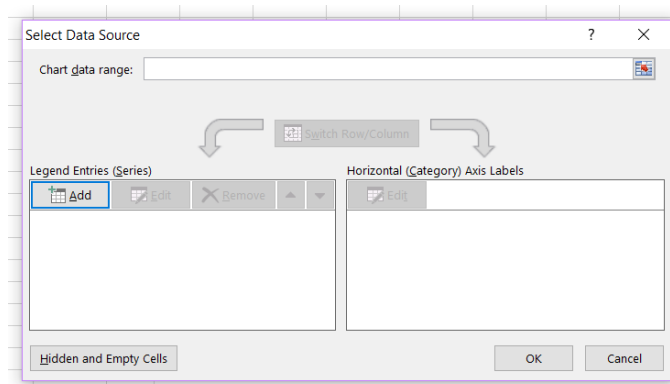 Select Data Source ?
Chart data range:
Switch Row/Column
Legend Entries (Series)
Horizontal (Category) Axis Labels
Add Edit Remove
Edit
Hidden and Empty Cells
OK Cancel